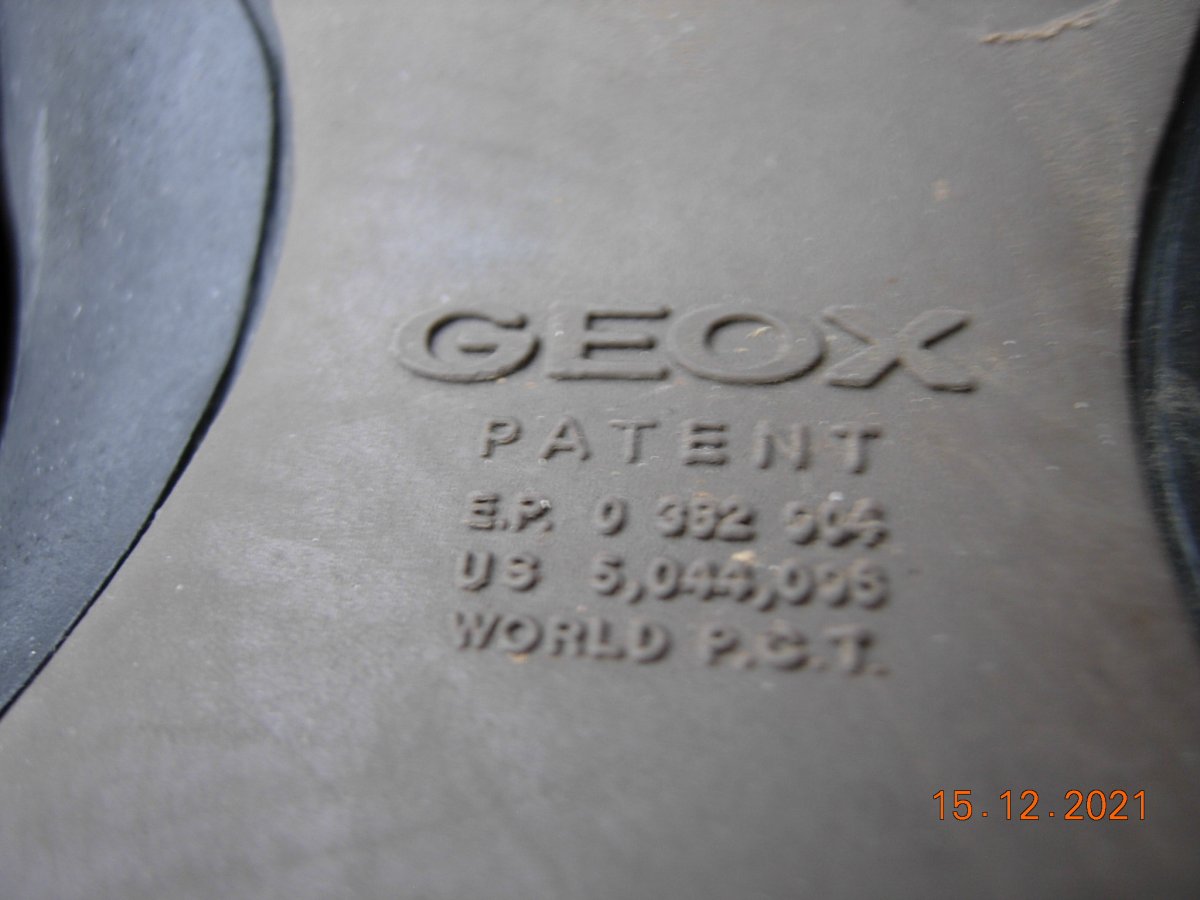 GEOX
PATENT
E.P. 0 382 904
US 5,044,096
WORLD P.C.T.
15.12.2021